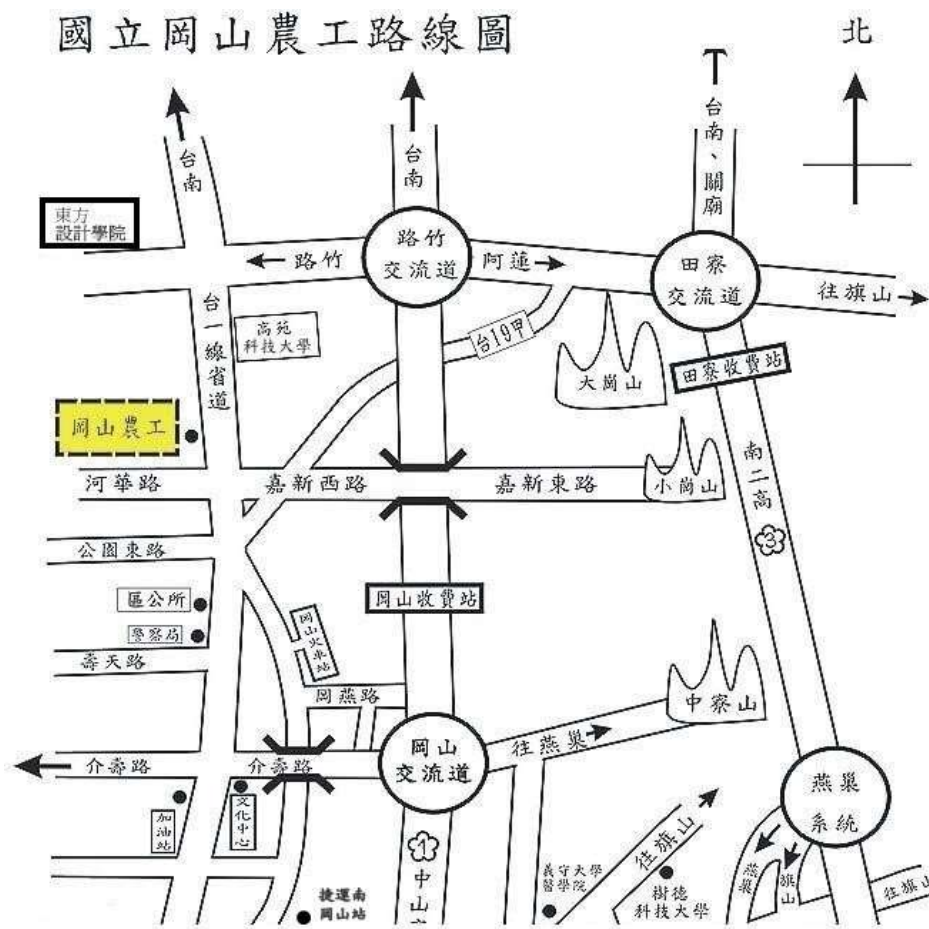 國立岡山農工路線圖
北
台南
台南
台南、關廟
東方
設計學院
路竹
路竹
交流道
阿蓮
田寮
交流道
往旗山
台一線省道
高苑
科技大學
台19甲
大崗山
田寮收費站
岡山農工
河華路
嘉新西路
嘉新東路
小崗山
南二高
3
公園東路
區公所
警察局
壽天路
岡山火車站
岡山收費站
岡燕路
中寮山
介壽路
介壽路
岡山
交流道
往燕巢
燕巢
系統
加油站
文化中心
1
中山
義守大學
醫學院
往旗山
樹德
科技大學
燕巢
旗山
往旗山
捷運南
岡山站